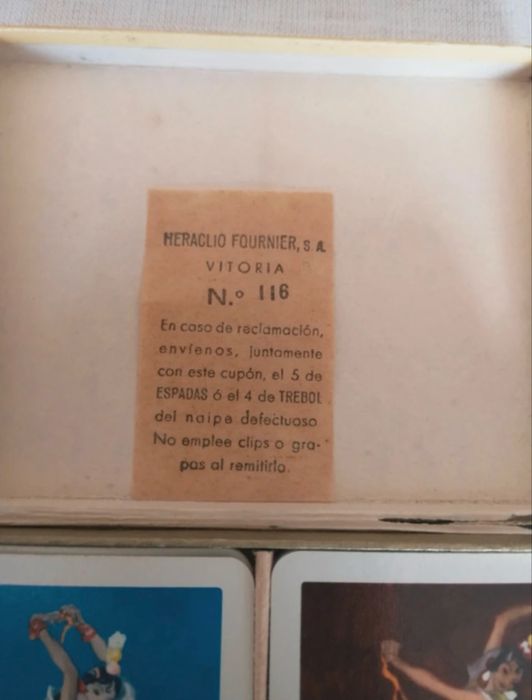 HERACLIO FOURNIER, S A.
VITORIA
N.º 116
En caso de reclamación,
envíenos, juntamente
con este cupón, el 5 de
ESPADAS ó el 4 de TREBOL
del naipe defectuoso
No emplee clips o gra-
pas al remitirlo.